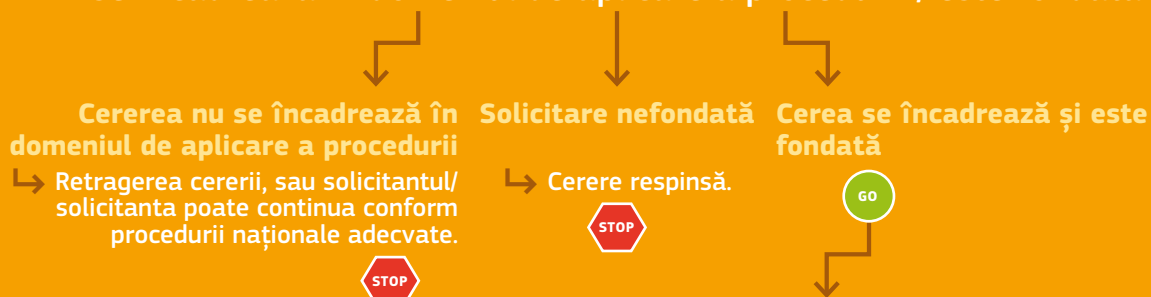 Cererea nu se încadrează în
domeniul de aplicare a procedurii
Retragerea cererii, sau solicitantul/
solicitanta poate continua conform
procedurii naționale adecvate.
STOP
Solicitare nefondată
Cerere respinsă.
STOP
Cerea se încadrează și este
fondată
GO